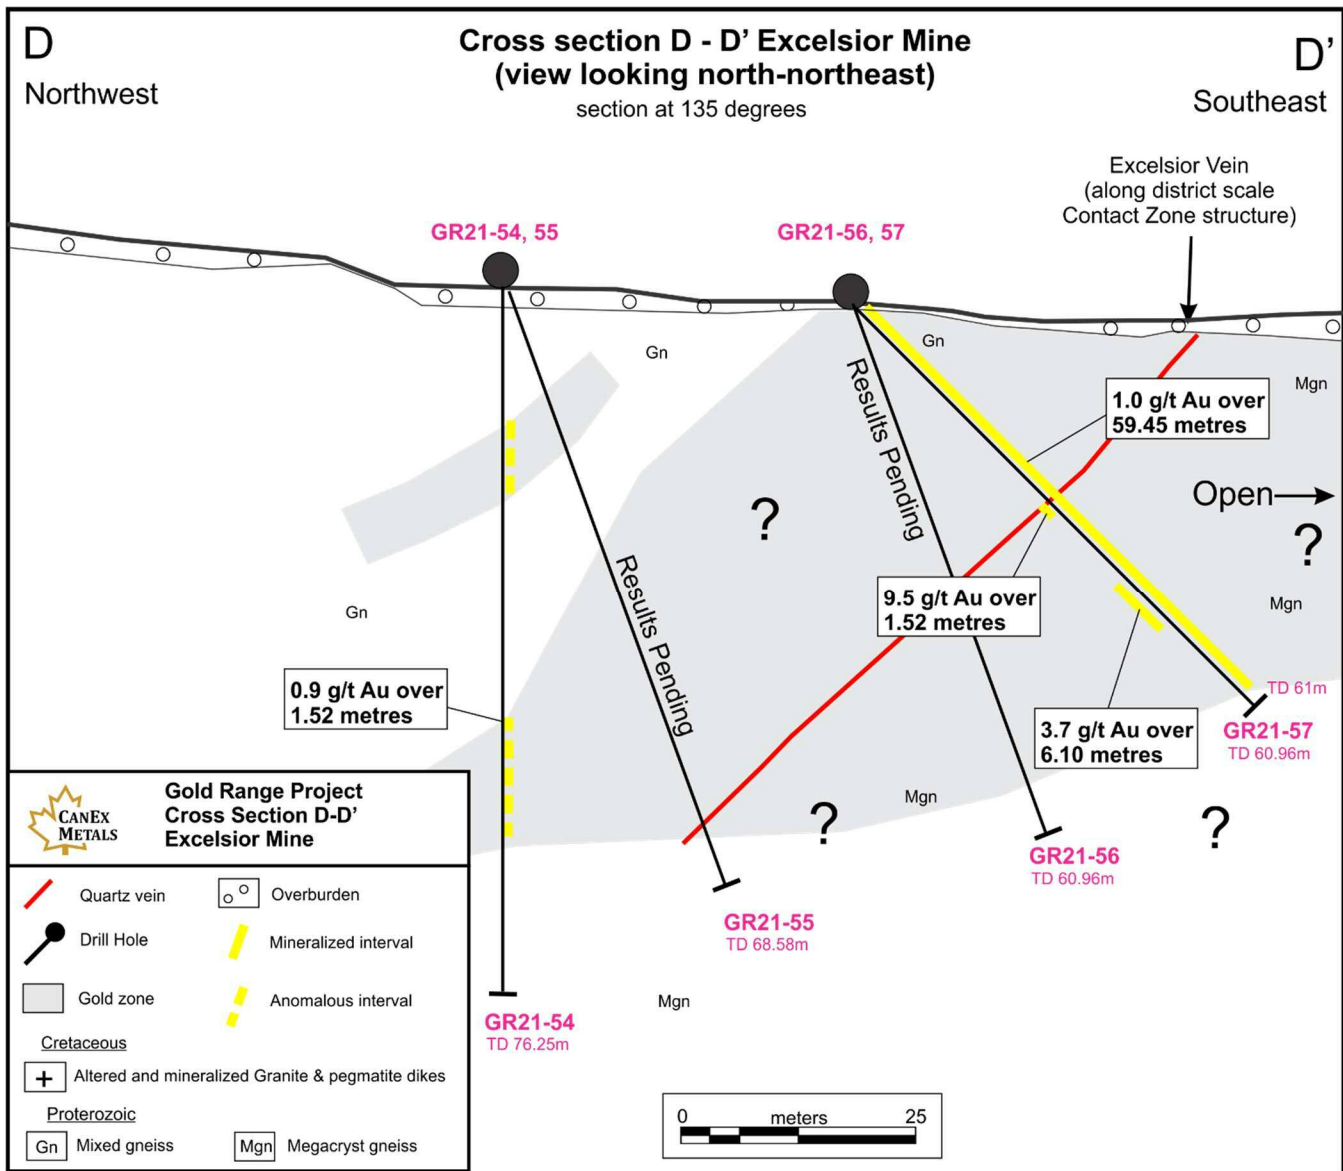 D
Northwest
Cross section D - D’ Excelsior Mine
(view looking north-northeast)
section at 135 degrees
D’
Southeast
Excelsior Vein
(along district scale
Contact Zone structure)
GR21-54, 55
GR21-56, 57
Gn
Gn
Mgn
Results Pending
1.0 g/t Au over
59.45 metres
Open
?
?
Results Pending
9.5 g/t Au over
1.52 metres
Gn
Mgn
0.9 g/t Au over
1.52 metres
TD 61m
GR21-57
TD 60.96m
3.7 g/t Au over
6.10 metres
Mgn
?
?
GR21-56
TD 60.96m
GR21-55
TD 68.58m
Mgn
GR21-54
TD 76.25m
CANEX
METALS
Gold Range Project
Cross Section D-D’
Excelsior Mine
Quartz vein
Overburden
Drill Hole
Mineralized interval
Gold zone
Anomalous interval
Cretaceous
+ Altered and mineralized Granite & pegmatite dikes
Proterozoic
Gn Mixed gneiss
Mgn Megacryst gneiss
0 meters 25